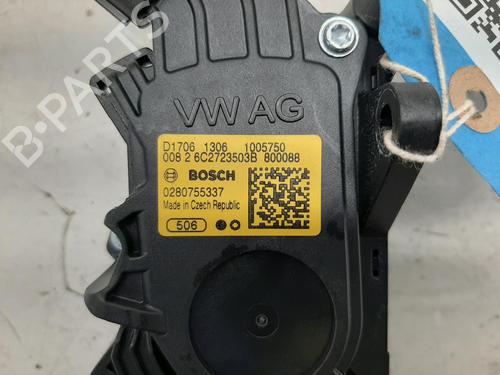 VW AG
D1706 1306 1005750
008 2 6C2723503B 800088
BOSCH
0280755337
Made in Czech Republic
506
B-PARTS